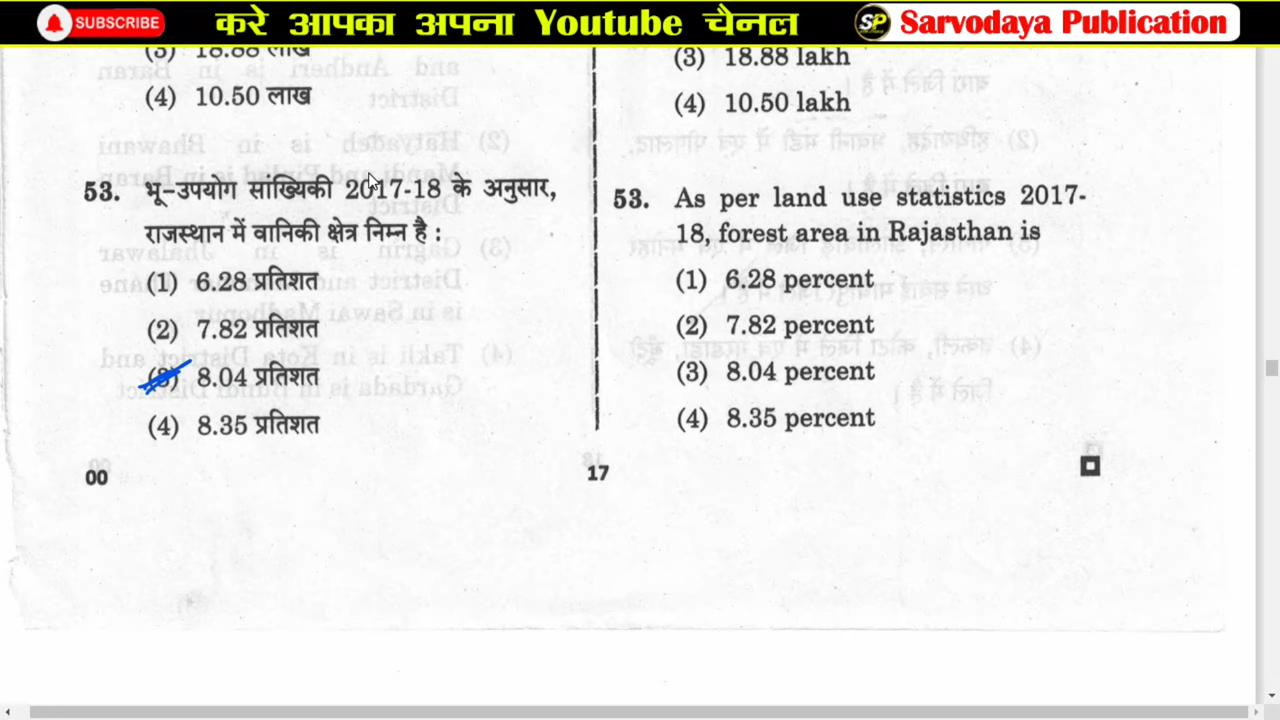 SUBSCRIBE
करे आपका अपना Youtube चैनल
SP
Sarvodaya Publication
(3) 18.88 लाख
(4) 10.50 लाख
53. भू-उपयोग सांख्यिकी 2017-18 के अनुसार,
राजस्थान में वानिकी क्षेत्र निम्न है :
(1) 6.28 प्रतिशत
(2) 7.82 प्रतिशत
(3) 8.04 प्रतिशत
(4) 8.35 प्रतिशत
00
(3) 18.88 lakh
(4) 10.50 lakh
53. As per land use statistics 2017-
18, forest area in Rajasthan is
(1) 6.28 percent
(2) 7.82 percent
(3) 8.04 percent
(4) 8.35 percent
17